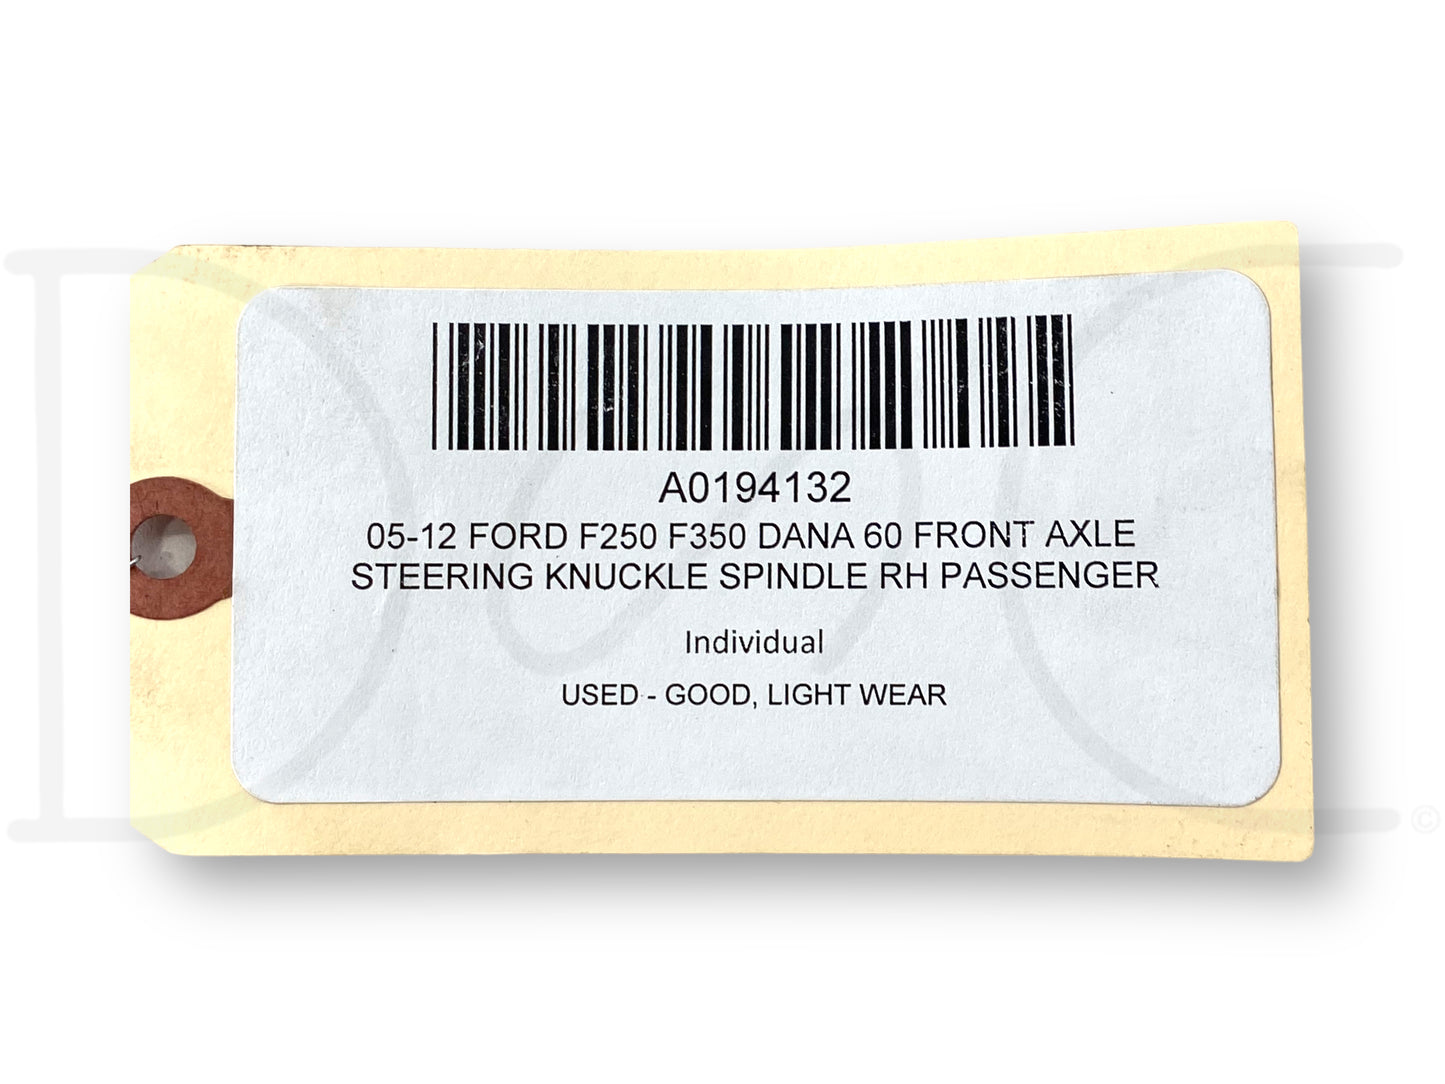 A0194132
05-12 FORD F250 F350 DANA 60 FRONT AXLE
STEERING KNUCKLE SPINDLE RH PASSENGER
Individual
USED - GOOD, LIGHT WEAR
©